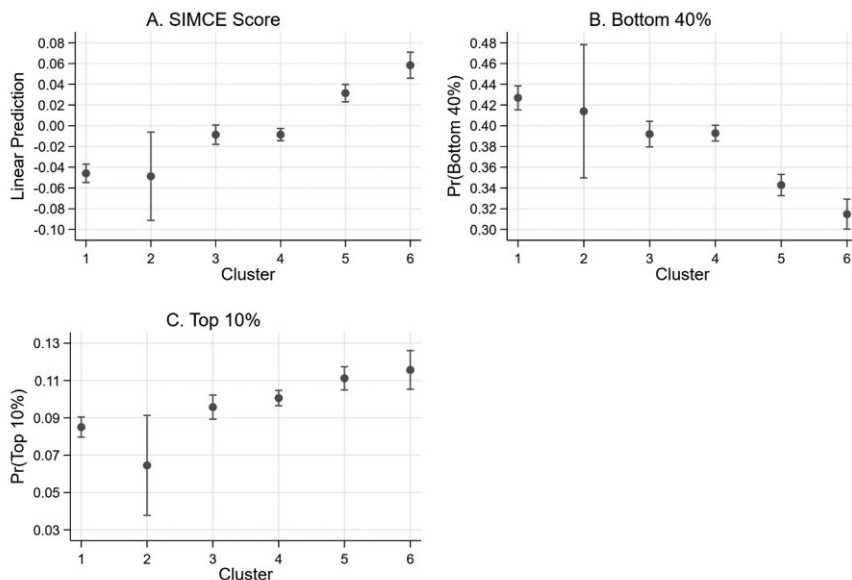 A. SIMCE Score
0.08
0.06
0.04
0.02
0.00
-0.02
-0.04
-0.06
-0.08
-0.10
Linear Prediction
1 2 3 4 5 6
Cluster
B. Bottom 40%
0.48
0.46
0.44
0.42
0.40
0.38
0.36
0.34
0.32
0.30
Pr(Bottom 40%)
1 2 3 4 5 6
Cluster
C. Top 10%
0.13
0.11
0.09
0.07
0.05
0.03
Pr(Top 10%)
1 2 3 4 5 6
Cluster